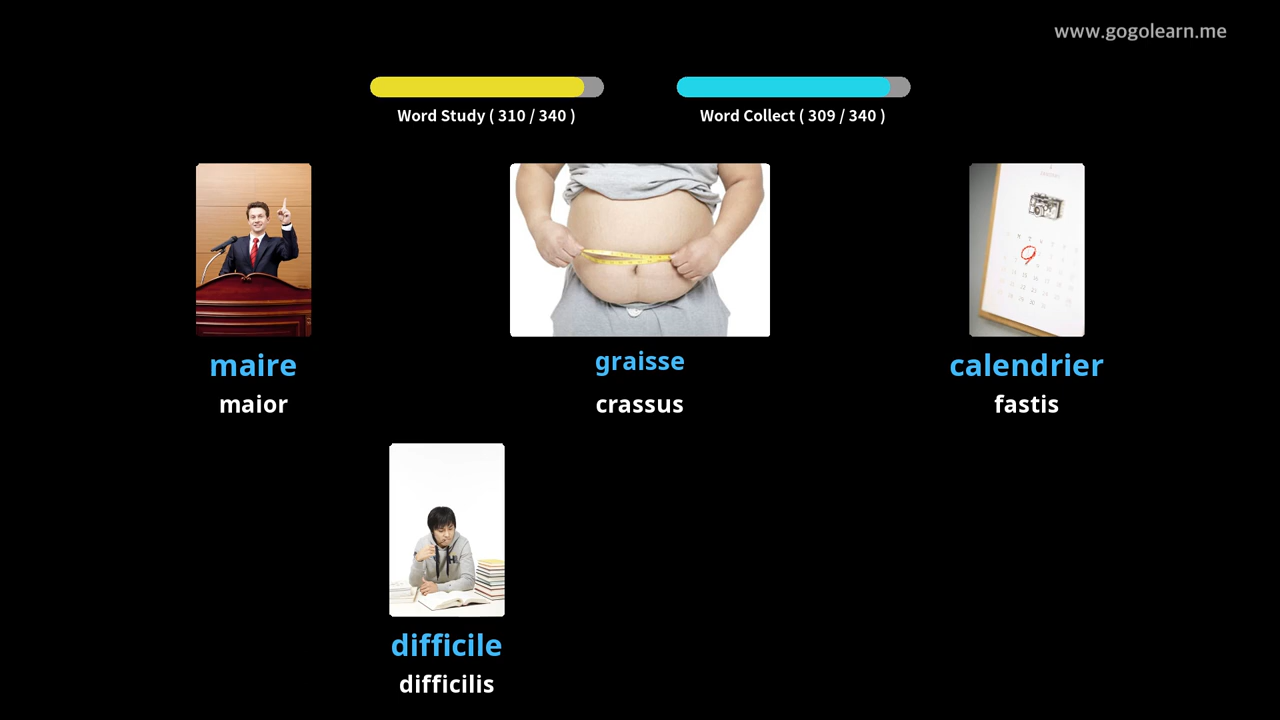 www.gogolearn.me
Word Study ( 310 / 340 )
Word Collect ( 309 / 340 )
maire
maior
graisse
crassus
calendrier
fastis
difficile
difficilis